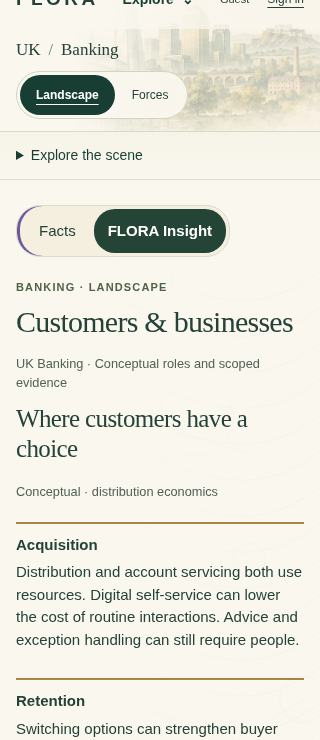 FLORA Explore Guest Sign in
UK / Banking
Landscape Forces
Explore the scene
Facts FLORA Insight
BANKING · LANDSCAPE
Customers & businesses
UK Banking · Conceptual roles and scoped
evidence
Where customers have a
choice
Conceptual · distribution economics
Acquisition
Distribution and account servicing both use
resources. Digital self-service can lower
the cost of routine interactions. Advice and
exception handling can still require people.
Retention
Switching options can strengthen buyer